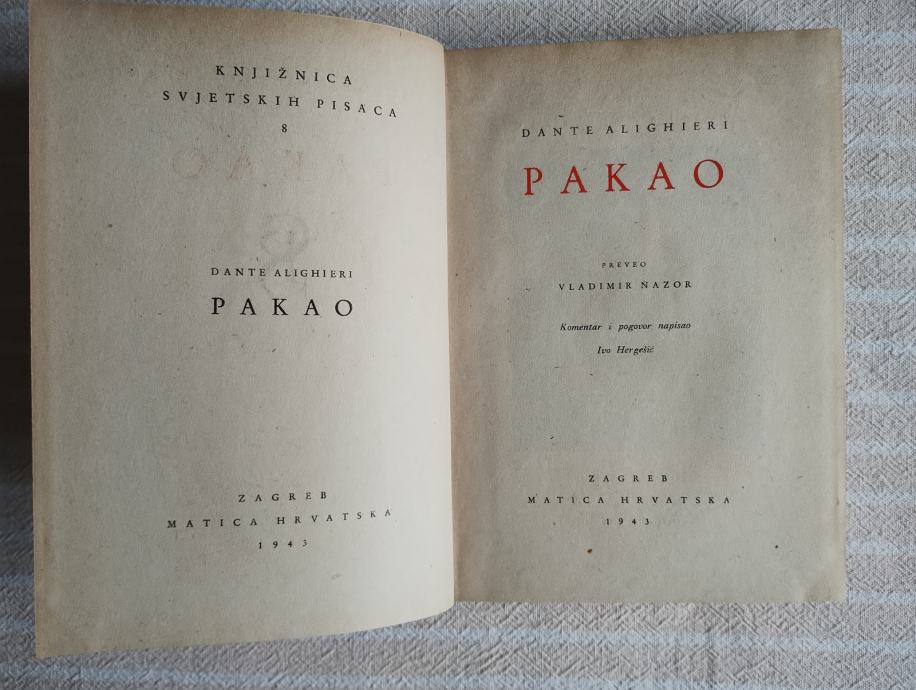 KNJIŽNICA
SVJETSKIH PISACA
8
DANTE ALIGHIERI
PAKAO
ZAGREB
MATICA HRVATSKA
1943
DANTE ALIGHIERI
PAKAO
PREVEO
VLADIMIR NAZOR
Komentar i pogovor napisao
Ivo Hergešić
ZAGREB
MATICA HRVATSKA
1943